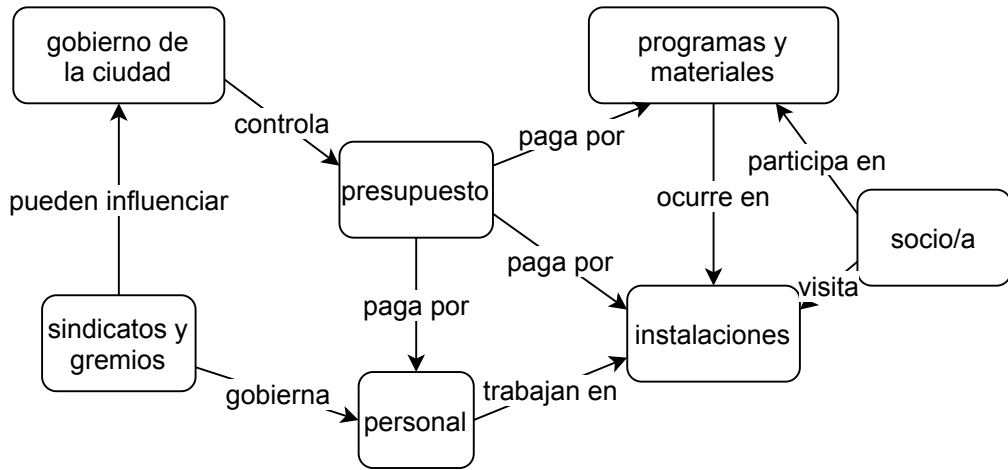 gobierno de
la ciudad
programas y
materiales
controla
paga por
participa en
presupuesto
pueden influenciar
ocurre en
socio/a
paga por
visita
paga por
sindicatos y
gremios
instalaciones
gobierna
trabajan en
personal